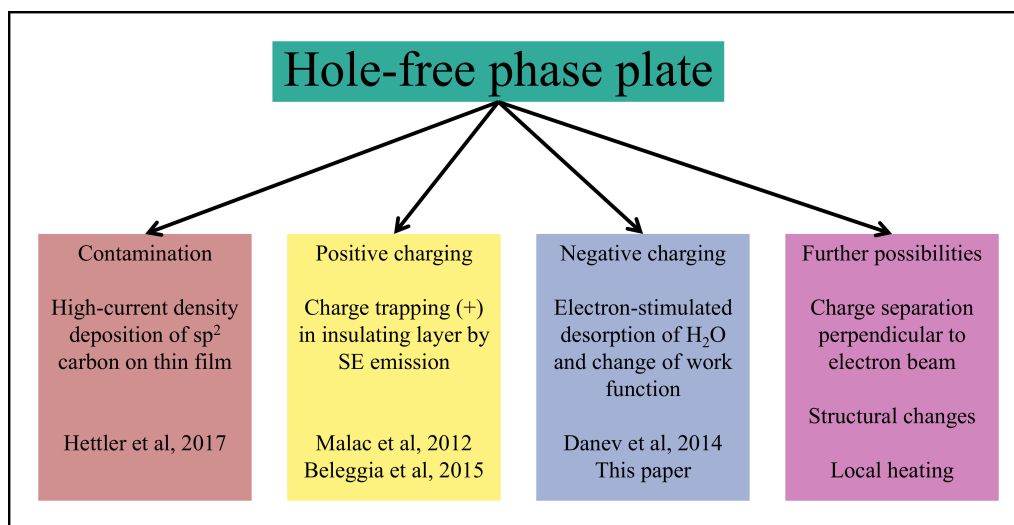 Hole-free phase plate
Contamination
High-current density
deposition of sp²
carbon on thin film
Hettler et al, 2017
Positive charging
Charge trapping (+)
in insulating layer by
SE emission
Malac et al, 2012
Beleggia et al, 2015
Negative charging
Electron-stimulated
desorption of H₂O
and change of work
function
Danev et al, 2014
This paper
Further possibilities
Charge separation
perpendicular to
electron beam
Structural changes
Local heating